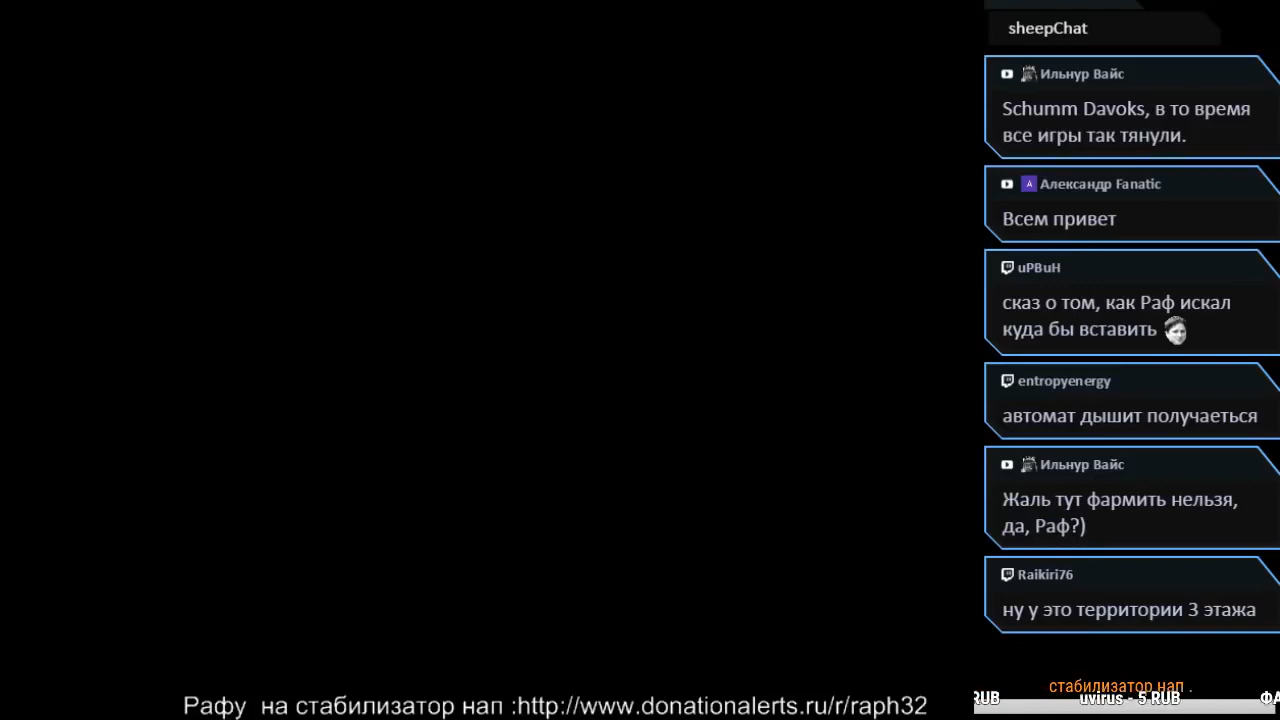 sheepChat
Ильнур Вайс
Schumm Davoks, в то время
все игры так тянули.
A Александр Fanatic
Всем привет
uPBuH
сказ о том, как Раф искал
куда бы вставить
entropyenergy
автомат дышит получаеться
Ильнур Вайс
Жаль тут фармить нельзя,
да, Раф?)
Raikiri76
ну у это территории 3 этажа
стабилизатор нап .
RUB uvirus - 5 RUB ФА
Рафу на стабилизатор нап :http://www.donationalerts.ru/r/raph32